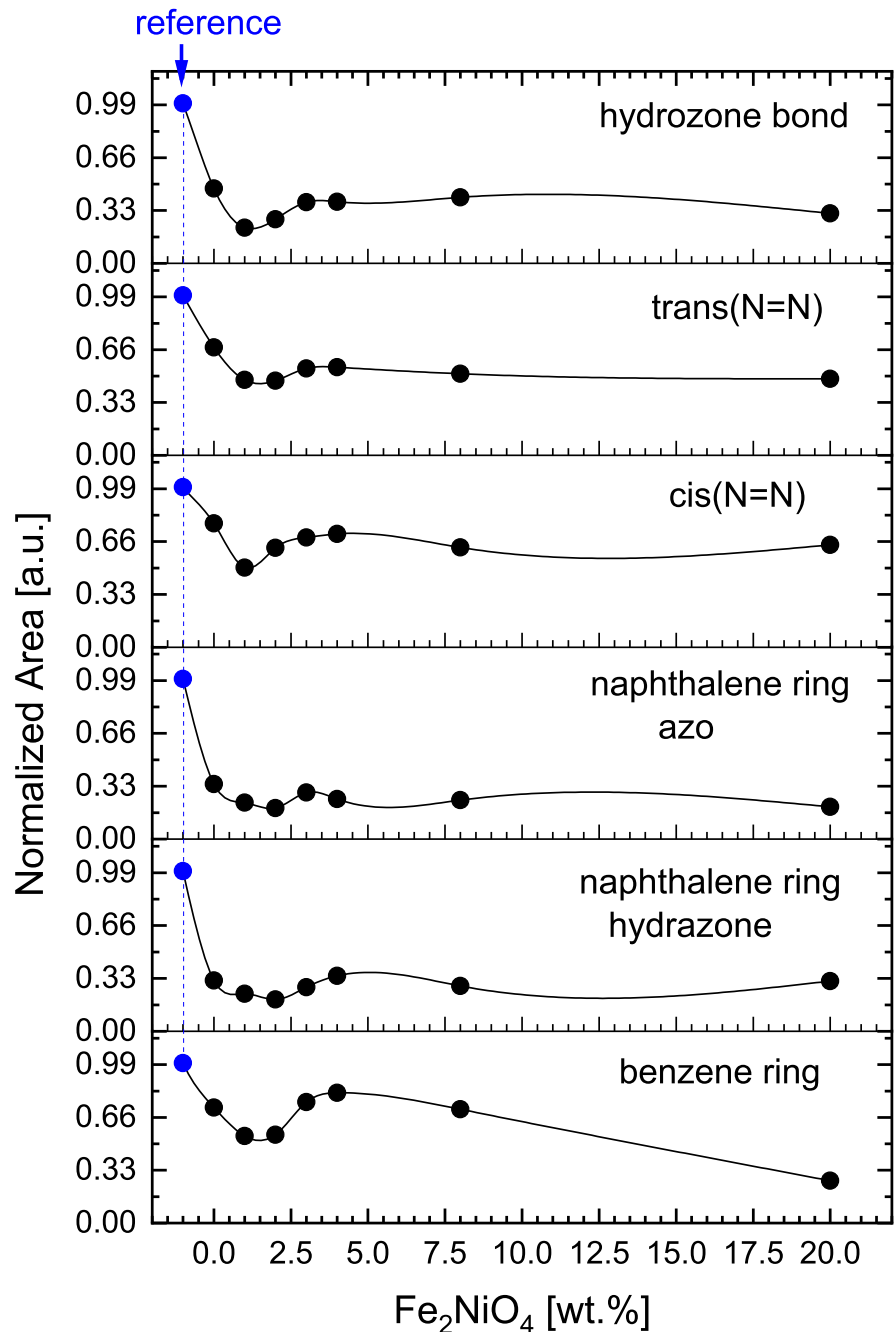 reference
hydrozone bond
0.99
0.66
0.33
0.00
trans(N=N)
0.99
0.66
0.33
0.00
cis(N=N)
0.99
0.66
0.33
0.00
naphthalene ring
azo
0.99
0.66
0.33
0.00
naphthalene ring
hydrazone
0.99
0.66
0.33
0.00
benzene ring
0.99
0.66
0.33
0.00
Normalized Area [a.u.]
0.0 2.5 5.0 7.5 10.0 12.5 15.0 17.5 20.0
Fe₂NiO₄ [wt.%]